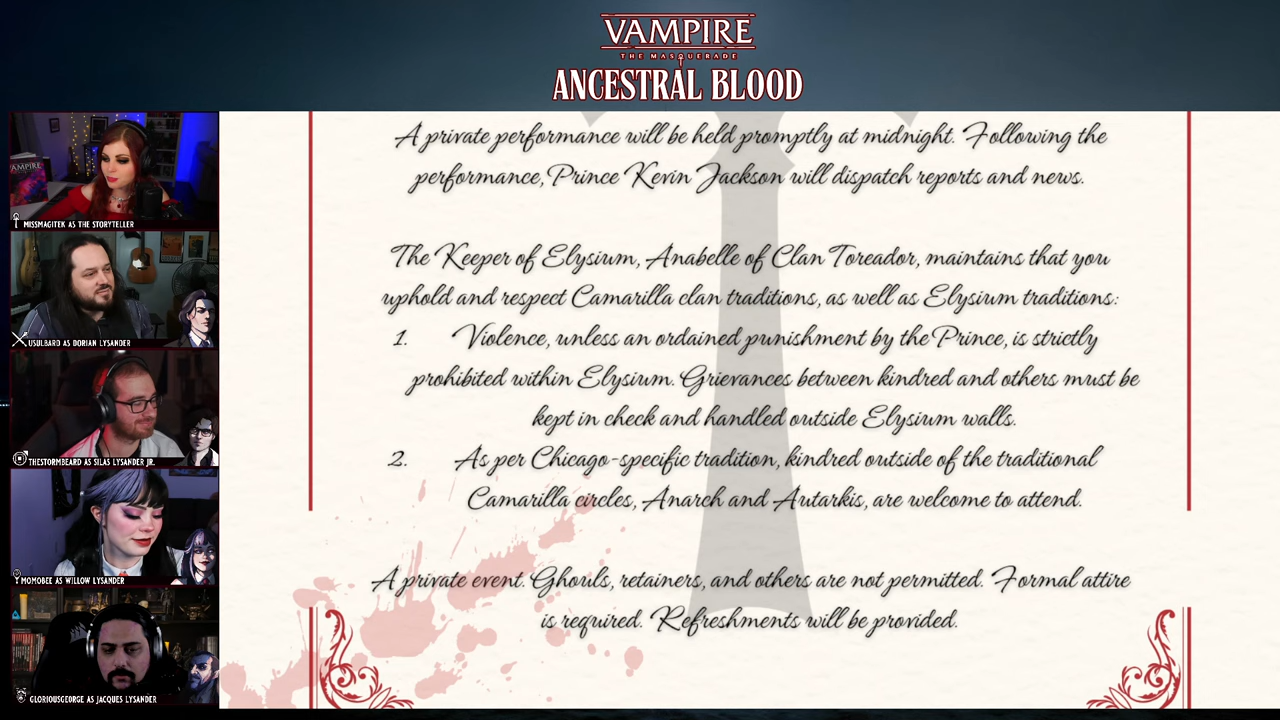 VAMPIRE
THE MASQUERADE
ANCESTRAL BLOOD
A private performance will be held promptly at midnight. Following the
performance, Prince Kevin Jackson will dispatch reports and news.
The Keeper of Elysium, Anabelle of Clan Toreador, maintains that you
uphold and respect Camarilla clan traditions, as well as Elysium traditions:
1. Violence, unless an ordained punishment by the Prince, is strictly
prohibited within Elysium. Grievances between kindred and others must be
kept in check and handled outside Elysium walls.
2. As per Chicago-specific tradition, kindred outside of the traditional
Camarilla circles, Anarch and Autarkis, are welcome to attend.
A private event. Ghouls, retainers, and others are not permitted. Formal attire
is required. Refreshments will be provided.
VAMPIRE
MISSMAGITEK AS THE STORYTELLER
USULBARD AS DORIAN LYSANDER
THESTORMBEARD AS SILAS LYSANDER JR.
MOMOBEE AS WILLOW LYSANDER
GLORIOUSGEORGE AS JACQUES LYSANDER